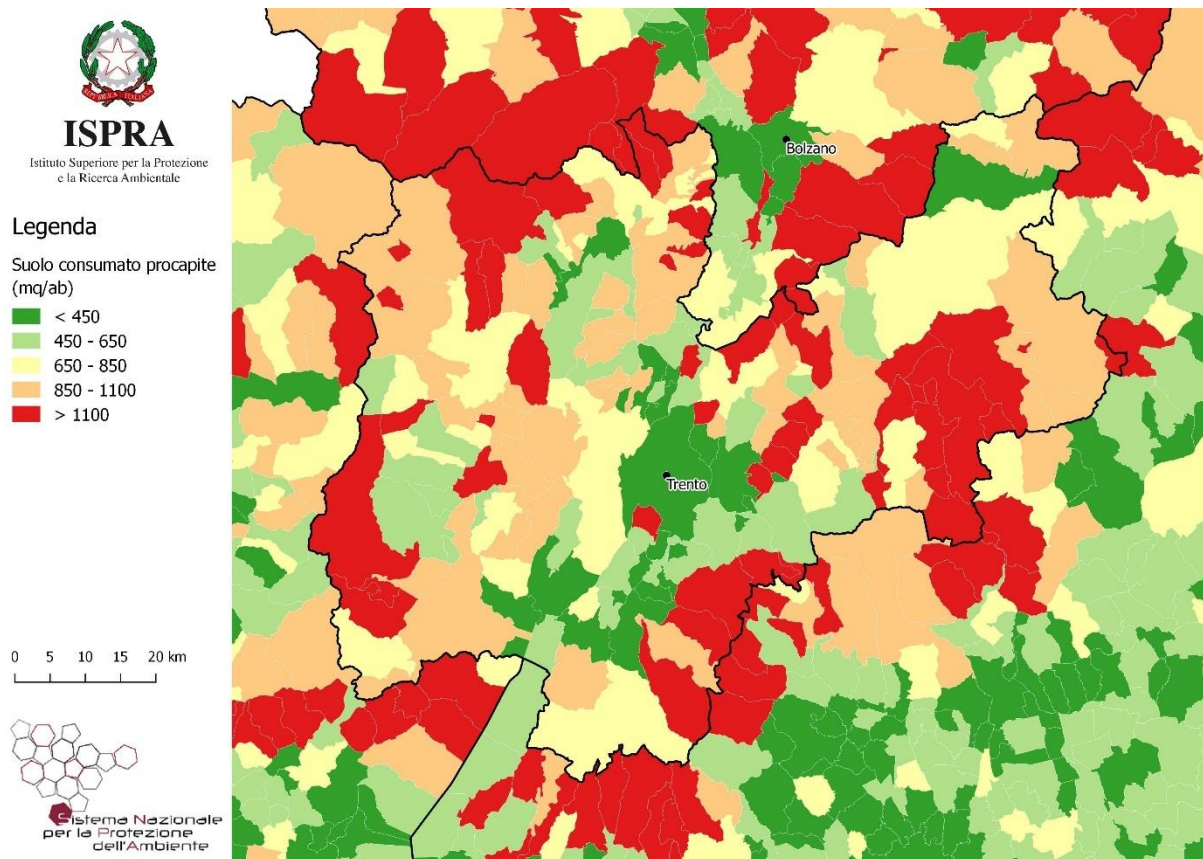 REPVBBLICA ITALIANA
ISPRA
Istituto Superiore per la Protezione
e la Ricerca Ambientale
Legenda
Suolo consumato procapite
(mq/ab)
< 450
450 - 650
650 - 850
850 - 1100
> 1100
0 5 10 15 20 km
Sistema Nazionale
per la Protezione
dell'Ambiente
Bolzano
Trento